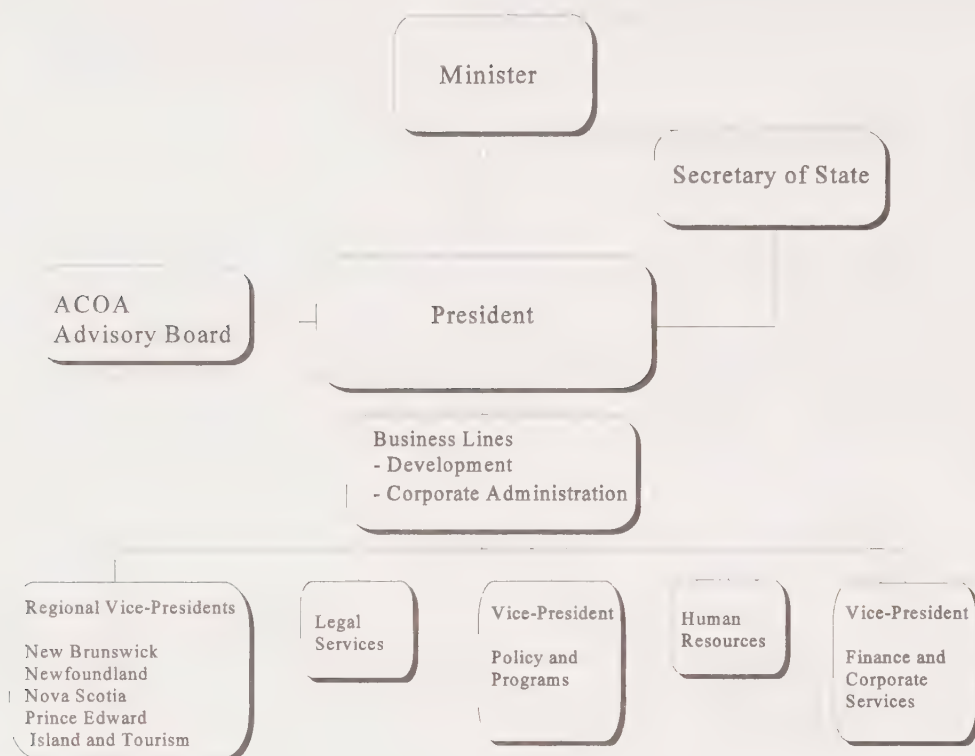 Minister
Secretary of State
ACOA
Advisory Board
President
Business Lines
- Development
- Corporate Administration
Regional Vice-Presidents
New Brunswick
Newfoundland
Nova Scotia
Prince Edward
Island and Tourism
Legal
Services
Vice-President
Policy and
Programs
Human
Resources
Vice-President
Finance and
Corporate
Services